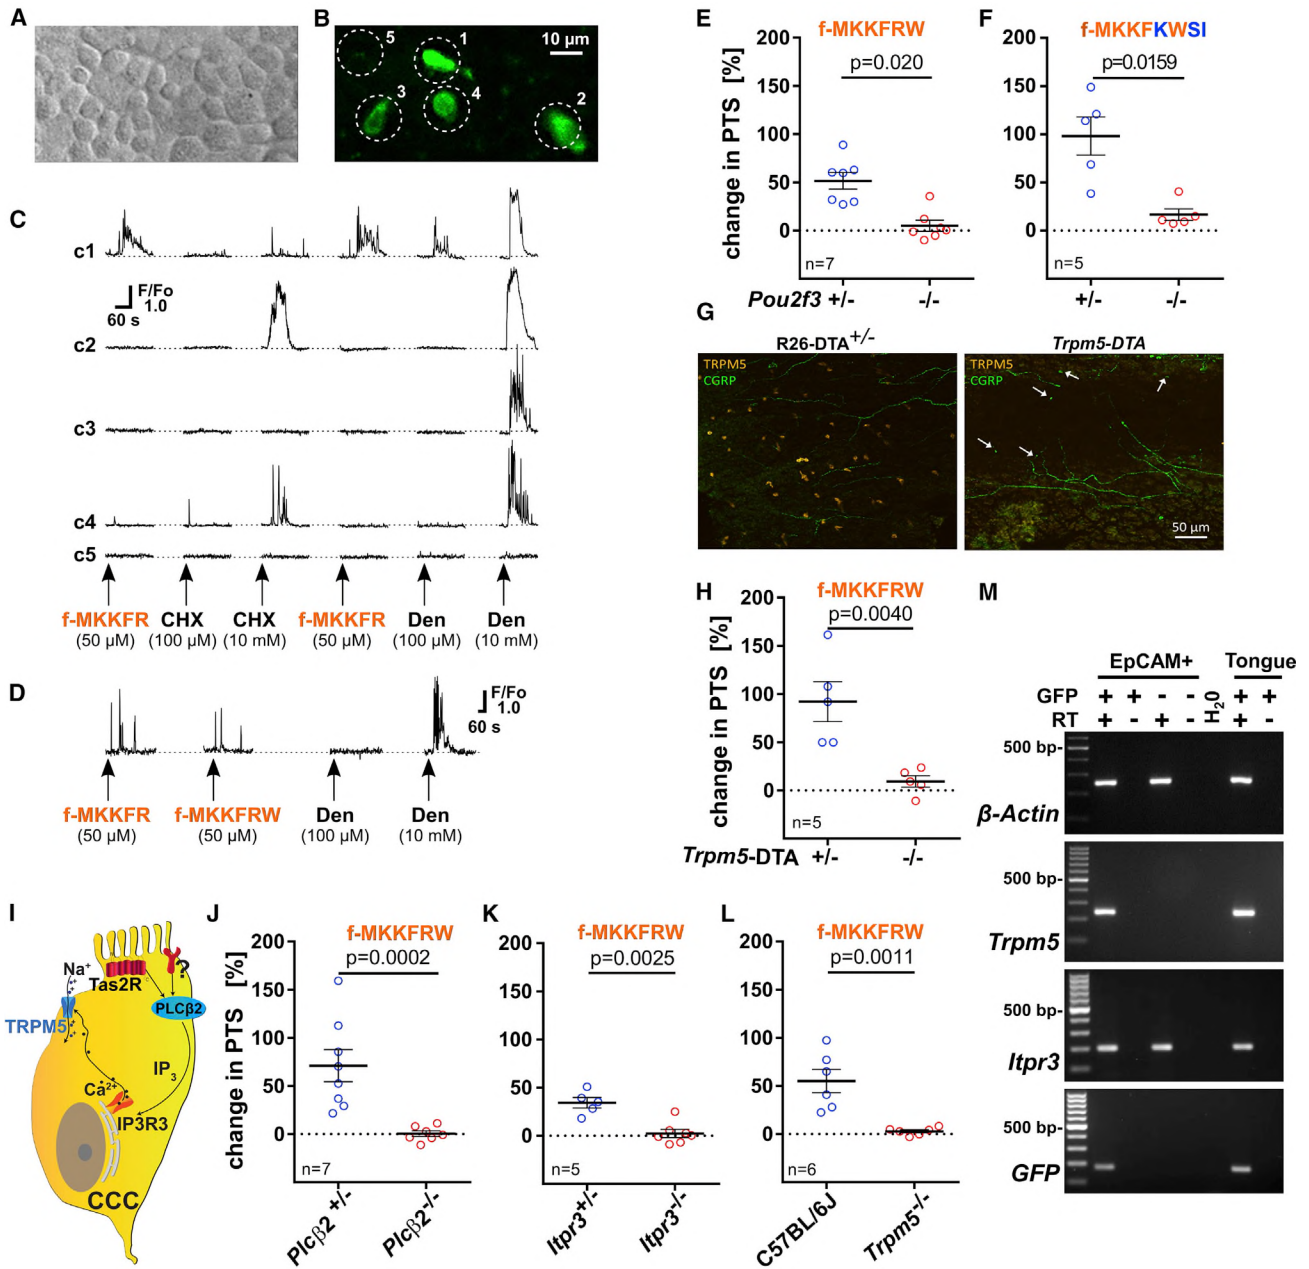 A
B
5
1
10 µm
3
4
2
C
c1
F/Fo
1.0
60 s
c2
c3
c4
c5
f-MKKFR CHX CHX f-MKKFR Den Den
(50 µM) (100 µM) (10 mM) (50 µM) (100 µM) (10 mM)
D
F/Fo
1.0
60 s
f-MKKFR f-MKKFRW Den Den
(50 µM) (50 µM) (100 µM) (10 mM)
E
f-MKKFRW
p=0.020
change in PTS [%]
200
150
100
50
0
n=7
Pou2f3 +/- -/-
F
f-MKKFKWSI
p=0.0159
200
150
100
50
0
n=5
+/- -/-
G
R26-DTA+/- Trpm5-DTA
TRPM5
CGRP
TRPM5
CGRP
50 µm
H
f-MKKFRW
p=0.0040
change in PTS [%]
200
150
100
50
0
n=5
Trpm5-DTA +/- -/-
I
Na+
Tas2R
?
PLCβ2
TRPM5
IP3
Ca2+
IP3R3
CCC
J
f-MKKFRW
p=0.0002
change in PTS [%]
200
150
100
50
0
n=7
Plcβ2+/- Plcβ2-/-
K
f-MKKFRW
p=0.0025
200
150
100
50
0
n=5
Itpr3+/- Itpr3-/-
L
f-MKKFRW
p=0.0011
200
150
100
50
0
n=6
C57BL/6J Trpm5-/-
M
EpCAM+ Tongue
GFP + + - - H20 + +
RT + - + - + -
500 bp-
β-Actin
500 bp-
Trpm5
500 bp-
Itpr3
500 bp-
GFP